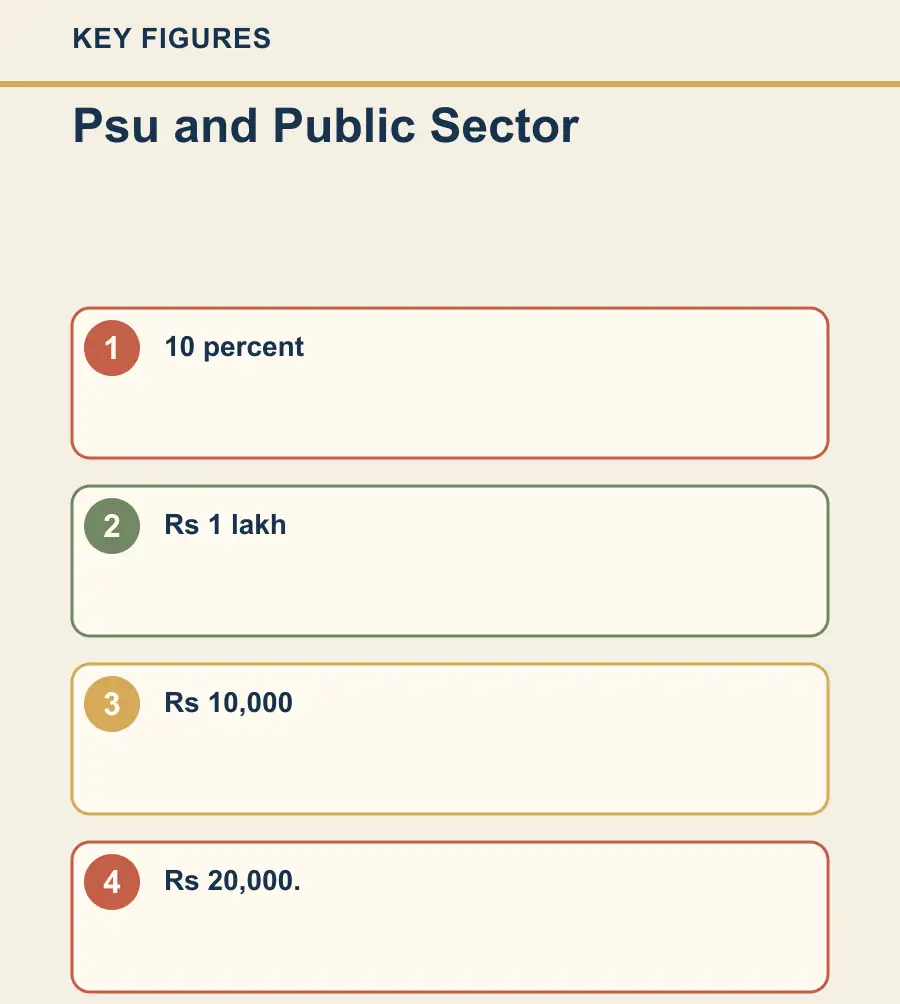 KEY FIGURES
Psu and Public Sector
1 10 percent
2 Rs 1 lakh
3 Rs 10,000
4 Rs 20,000.